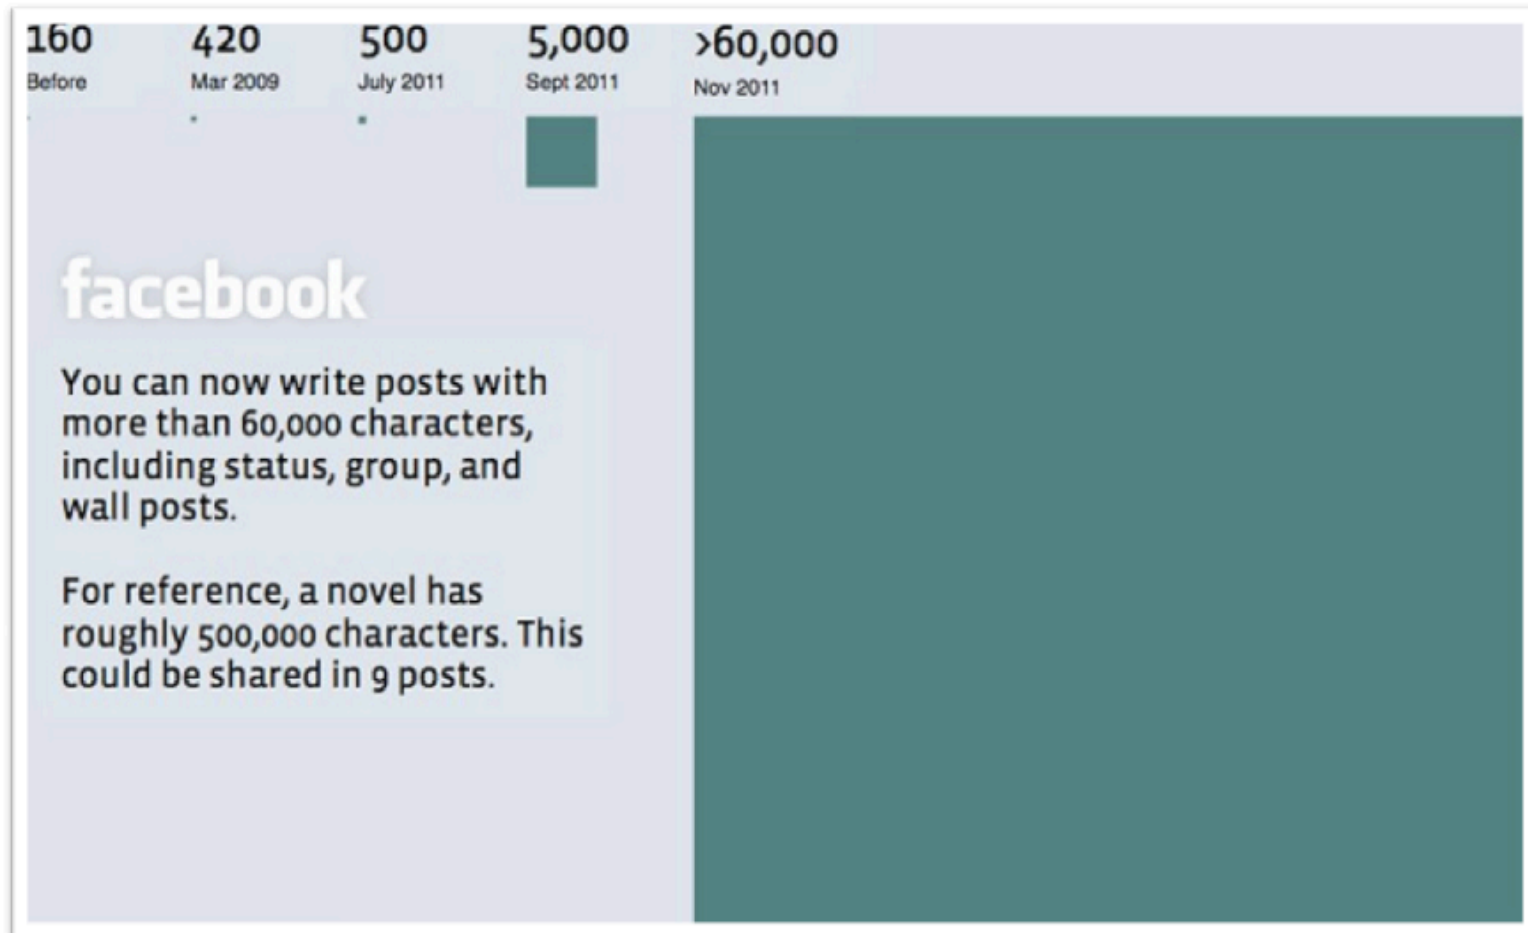 160 420 500 5,000 >60,000
Before Mar 2009 July 2011 Sept 2011 Nov 2011
facebook
You can now write posts with
more than 60,000 characters,
including status, group, and
wall posts.
For reference, a novel has
roughly 500,000 characters. This
could be shared in 9 posts.